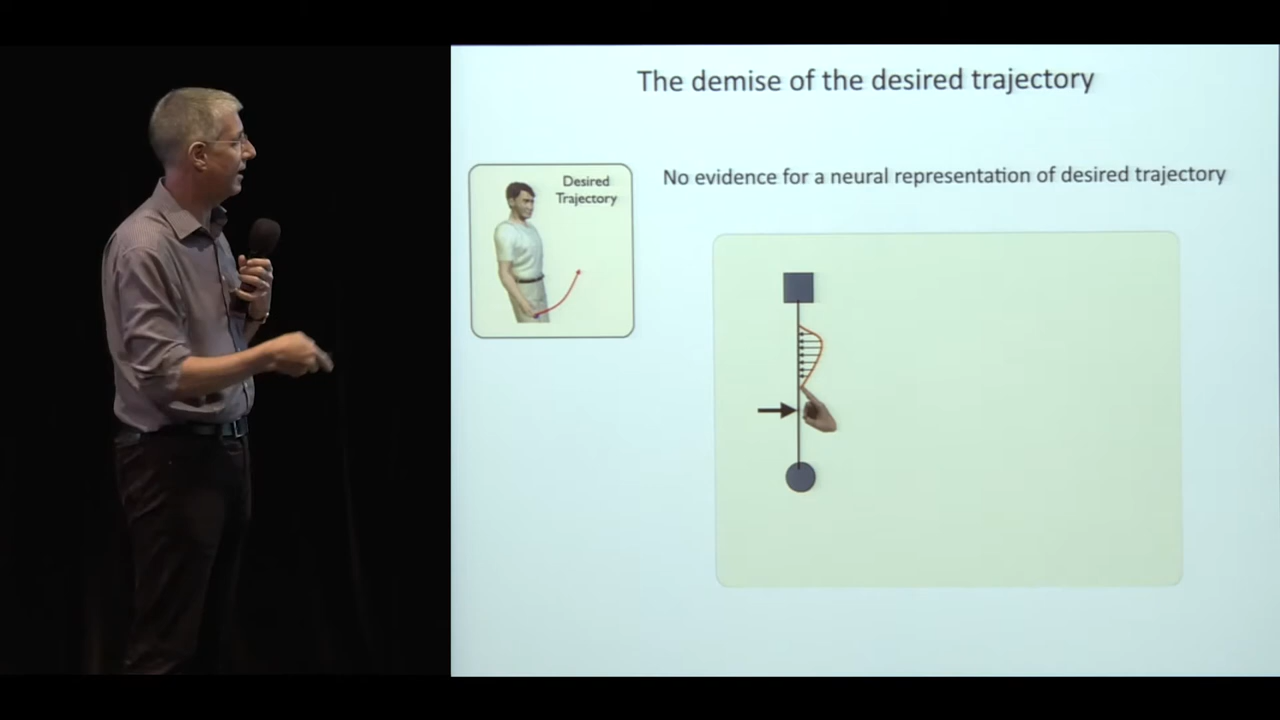 The demise of the desired trajectory
Desired
Trajectory
No evidence for a neural representation of desired trajectory